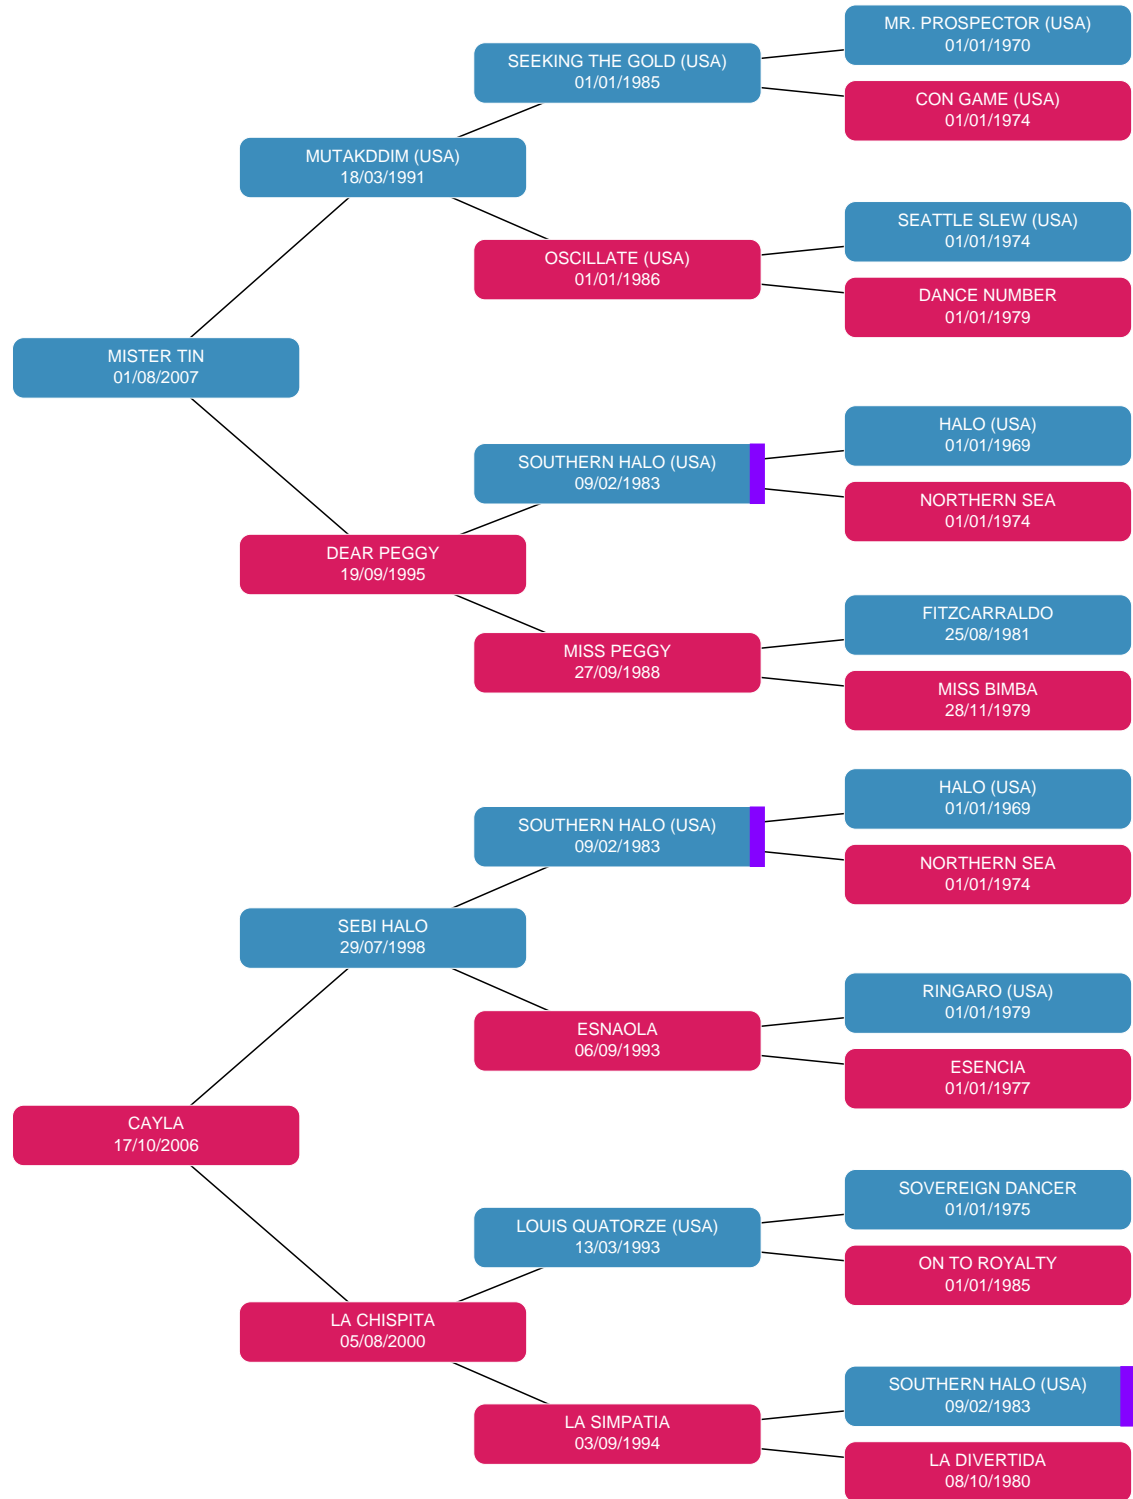 MR. PROSPECTOR (USA)
01/01/1970
SEEKING THE GOLD (USA)
01/01/1985
CON GAME (USA)
01/01/1974
MUTAKDDIM (USA)
18/03/1991
SEATTLE SLEW (USA)
01/01/1974
OSCILLATE (USA)
01/01/1986
DANCE NUMBER
01/01/1979
MISTER TIN
01/08/2007
HALO (USA)
01/01/1969
SOUTHERN HALO (USA)
09/02/1983
NORTHERN SEA
01/01/1974
DEAR PEGGY
19/09/1995
FITZCARRALDO
25/08/1981
MISS PEGGY
27/09/1988
MISS BIMBA
28/11/1979
HALO (USA)
01/01/1969
SOUTHERN HALO (USA)
09/02/1983
NORTHERN SEA
01/01/1974
SEBI HALO
29/07/1998
RINGARO (USA)
01/01/1979
ESNAOLA
06/09/1993
ESENCIA
01/01/1977
CAYLA
17/10/2006
SOVEREIGN DANCER
01/01/1975
LOUIS QUATORZE (USA)
13/03/1993
ON TO ROYALTY
01/01/1985
LA CHISPITA
05/08/2000
SOUTHERN HALO (USA)
09/02/1983
LA SIMPATIA
03/09/1994
LA DIVERTIDA
08/10/1980